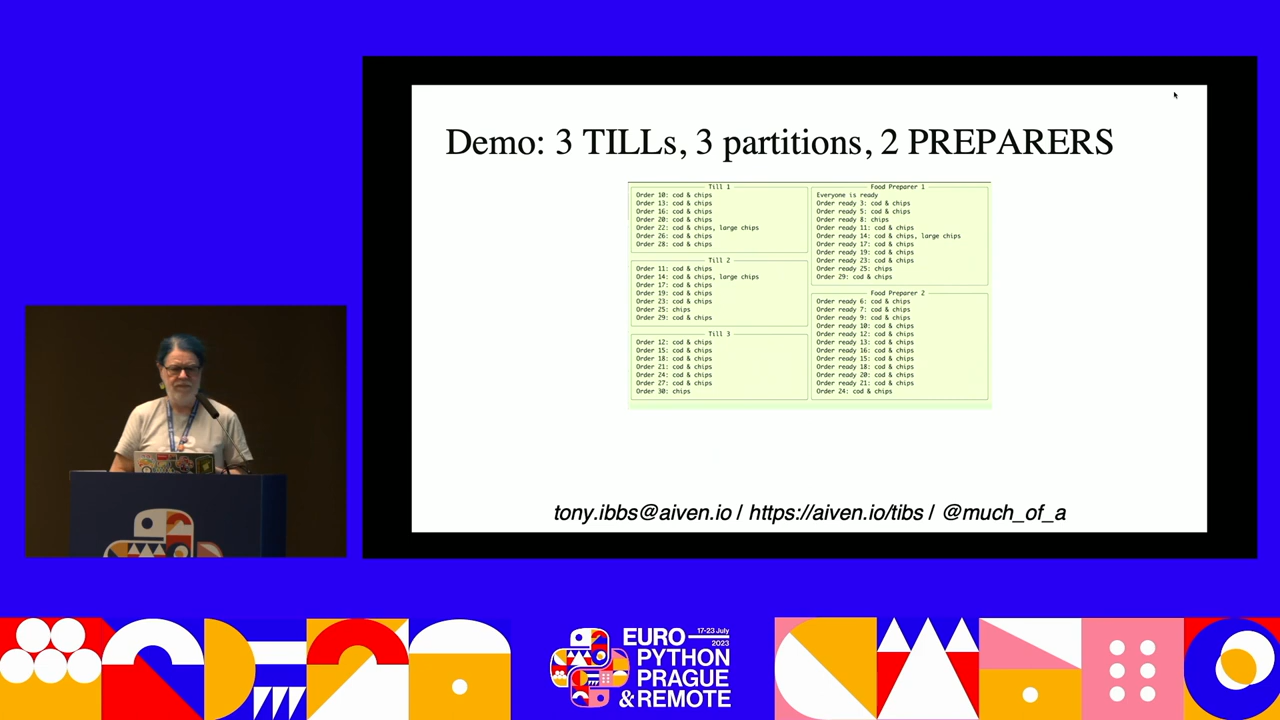 Demo: 3 TILLs, 3 partitions, 2 PREPARERS
Till 1
Order 10: cod & chips
Order 13: cod & chips
Order 16: cod & chips
Order 20: cod & chips
Order 22: cod & chips, large chips
Order 26: cod & chips
Order 28: cod & chips
Till 2
Order 11: cod & chips
Order 14: cod & chips, large chips
Order 17: cod & chips
Order 19: cod & chips
Order 23: cod & chips
Order 25: chips
Order 29: cod & chips
Till 3
Order 12: cod & chips
Order 15: cod & chips
Order 18: cod & chips
Order 21: cod & chips
Order 24: cod & chips
Order 27: cod & chips
Order 30: chips
Food Preparer 1
Everyone is ready
Order ready 3: cod & chips
Order ready 5: cod & chips
Order ready 8: chips
Order ready 11: cod & chips
Order ready 14: cod & chips, large chips
Order ready 17: cod & chips
Order ready 19: cod & chips
Order ready 23: cod & chips
Order ready 25: chips
Order 29: cod & chips
Food Preparer 2
Order ready 6: cod & chips
Order ready 7: cod & chips
Order ready 9: cod & chips
Order ready 10: cod & chips
Order ready 12: cod & chips
Order ready 13: cod & chips
Order ready 16: cod & chips
Order ready 15: cod & chips
Order ready 18: cod & chips
Order ready 20: cod & chips
Order ready 21: cod & chips
Order 24: cod & chips
tony.ibbs@aiven.io / https://aiven.io/tibs / @much_of_a
EURO
17-23 July
2023
PYTHON
PRAGUE
& REMOTE